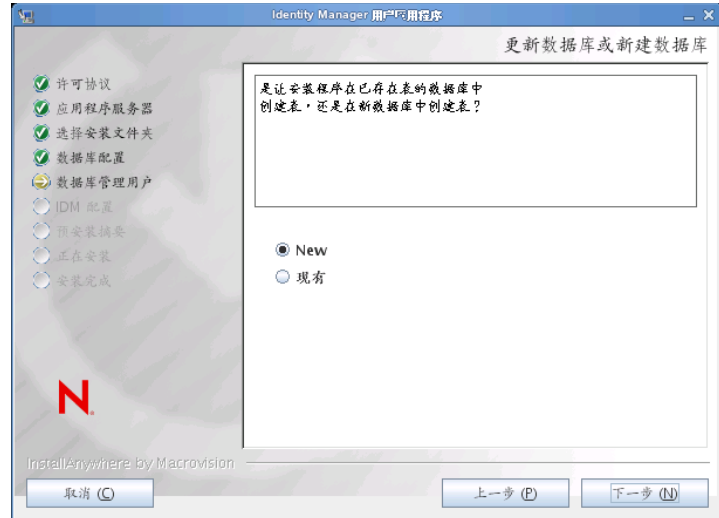 Identity Manager 用户应用程序
更新数据库或新建数据库
许可协议
应用程序服务器
选择安装文件夹
数据库配置
数据库管理用户
IDM 配置
预安装摘要
正在安装
安装完成
是让安装程序在已存在表的数据库中
创建表，还是在新数据库中创建表？
New
现有
N
InstallAnywhere by Macrovision
取消 (C)
上一步 (P)
下一步 (N)